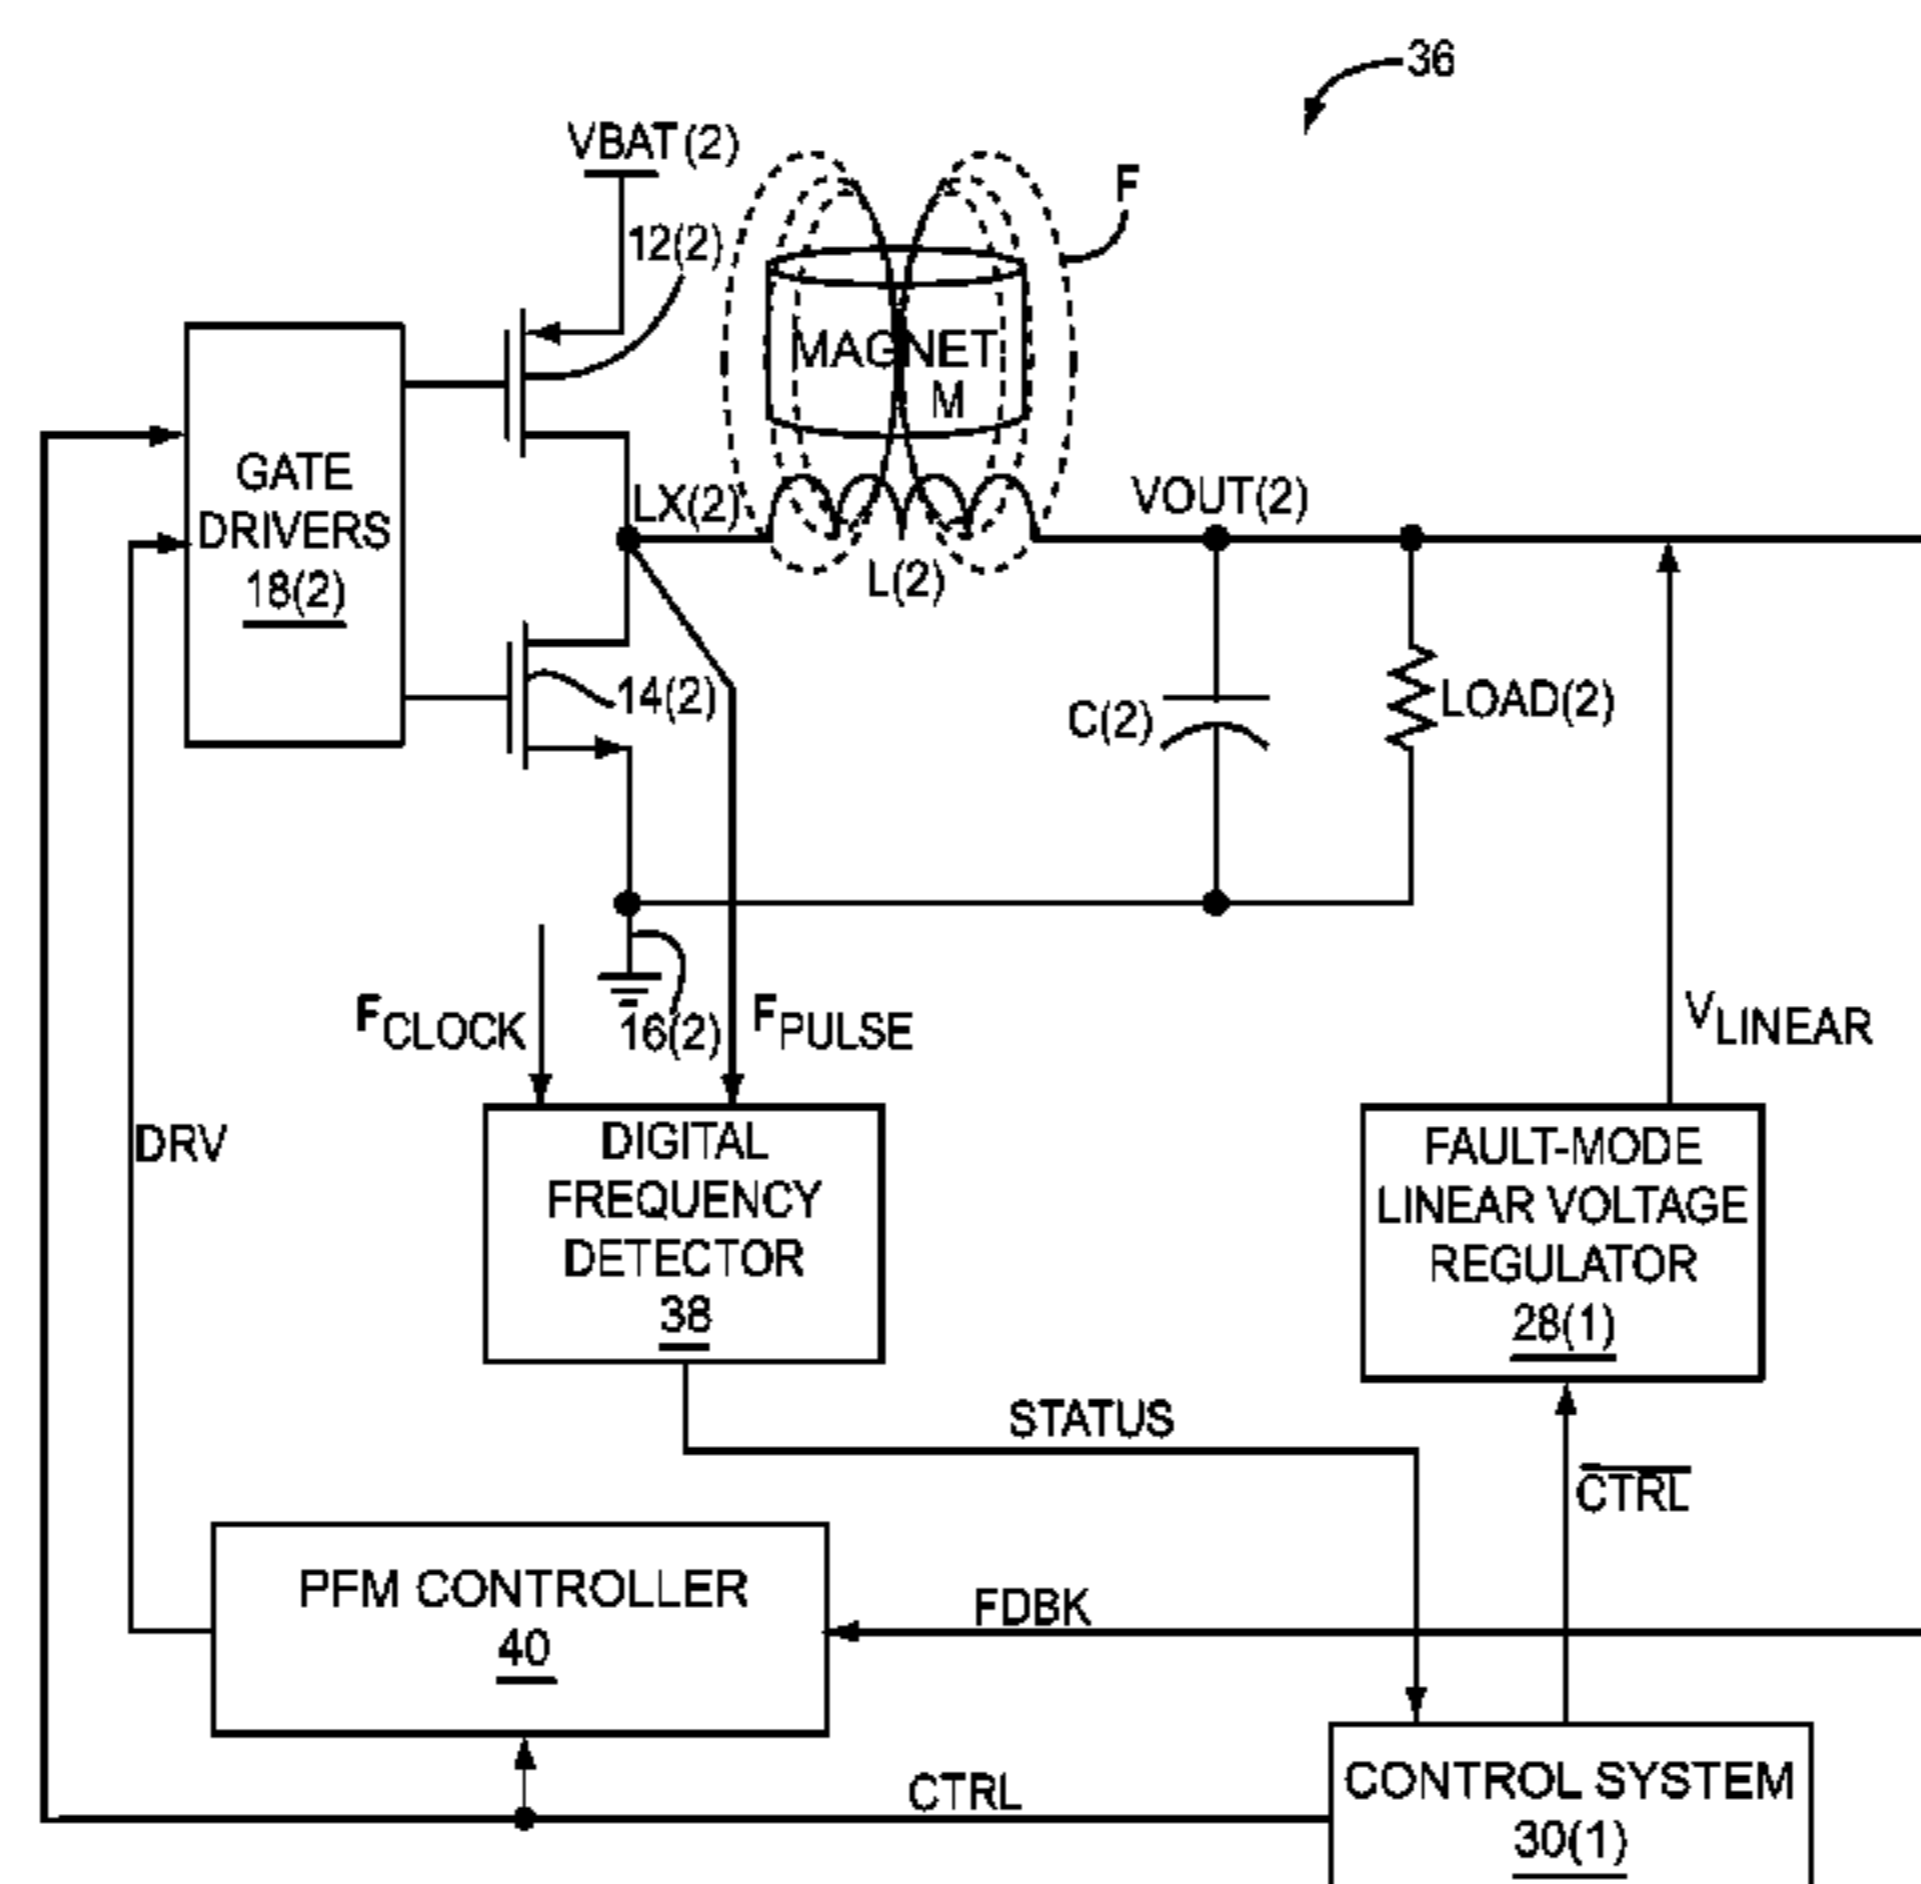 36
VBAT(2)
F
12(2)
MAGNET
M
GATE
DRIVERS
18(2)
LX(2)
VOUT(2)
L(2)
14(2)
C(2)
LOAD(2)
FCLOCK
16(2)
FPULSE
VLINEAR
DRV
DIGITAL
FREQUENCY
DETECTOR
38
FAULT-MODE
LINEAR VOLTAGE
REGULATOR
28(1)
STATUS
CTRL
PFM CONTROLLER
40
FDBK
CTRL
CONTROL SYSTEM
30(1)